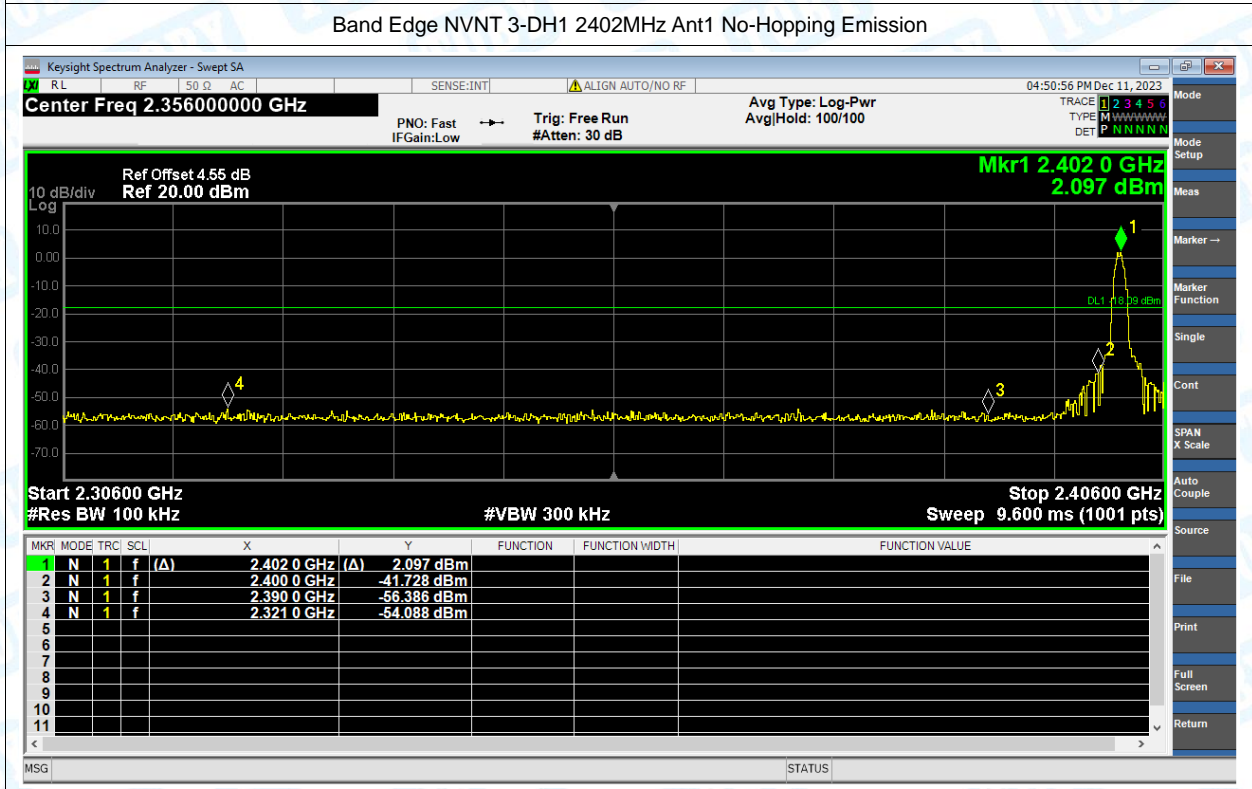 Band Edge NVNT 3-DH1 2402MHz Ant1 No-Hopping Emission
Keysight Spectrum Analyzer - Swept SA
LXI RL RF 50 Ω AC SENSE:INT ALIGN AUTO/NO RF 04:50:56 PM Dec 11, 2023
Center Freq 2.356000000 GHz
PNO: Fast
IFGain:Low
Trig: Free Run
#Atten: 30 dB
Avg Type: Log-Pwr
Avg|Hold: 100/100
TRACE 1 2 3 4 5 6
TYPE M WWWWW
DET P N N N N N
Mkr1 2.402 0 GHz
2.097 dBm
Ref Offset 4.55 dB
10 dB/div Ref 20.00 dBm
Log
10.0
0.00
-10.0
-20.0
-30.0
-40.0
-50.0
-60.0
-70.0
1
DL1 -18.09 dBm
2
3
4
Start 2.30600 GHz Stop 2.40600 GHz
#Res BW 100 kHz #VBW 300 kHz Sweep 9.600 ms (1001 pts)
MKR MODE TRC SCL X Y FUNCTION FUNCTION WIDTH FUNCTION VALUE
1 N 1 f (Δ) 2.402 0 GHz (Δ) 2.097 dBm
2 N 1 f 2.400 0 GHz -41.728 dBm
3 N 1 f 2.390 0 GHz -56.386 dBm
4 N 1 f 2.321 0 GHz -54.088 dBm
5
6
7
8
9
10
11
MSG STATUS
Mode
Mode Setup
Meas
Marker →
Marker Function
Single
Cont
SPAN X Scale
Auto Couple
Source
File
Print
Full Screen
Return